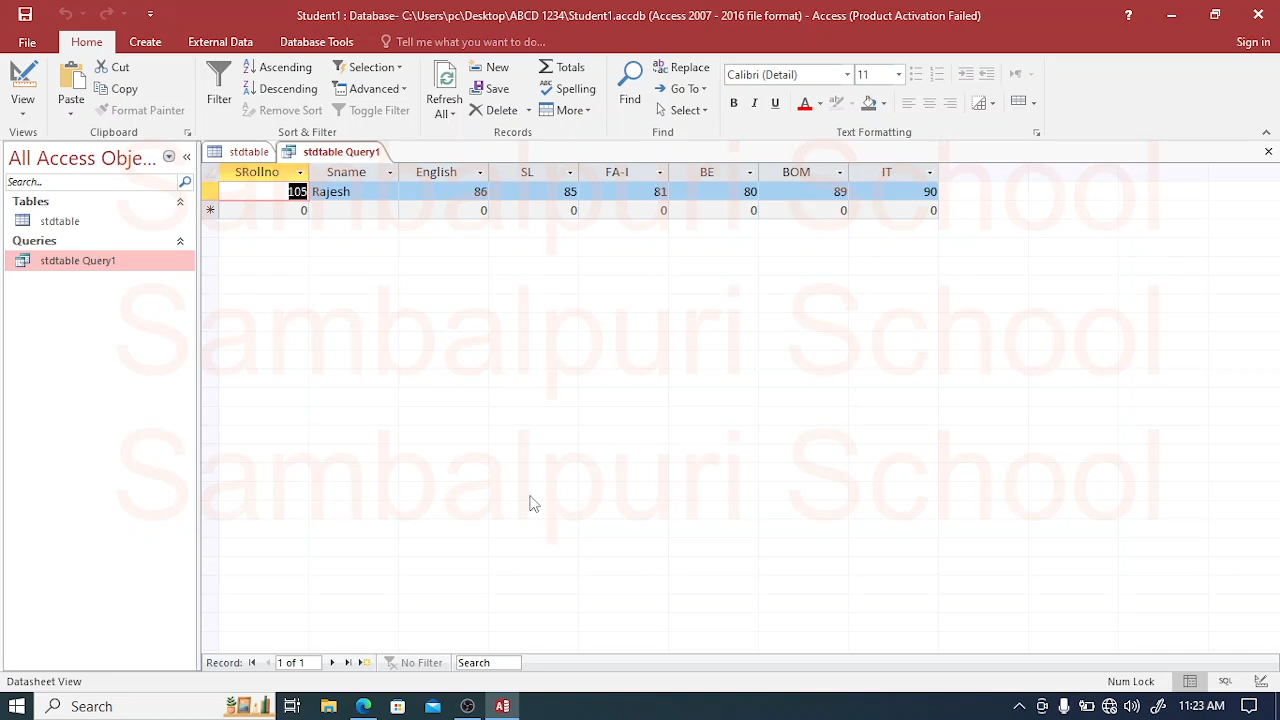 Student1 : Database- C:\Users\pc\Desktop\ABCD 1234\Student1.accdb (Access 2007 - 2016 file format) - Access (Product Activation Failed)
?
File Home Create External Data Database Tools Tell me what you want to do... Sign in
View
Views
Paste
Cut
Copy
Format Painter
Clipboard
Filter
Ascending
Descending
Remove Sort
Selection
Advanced
Toggle Filter
Sort & Filter
Refresh
All
New
Save
Delete
Totals
Spelling
More
Records
Find
Replace
Go To
Select
Find
Calibri (Detail) 11
B I U A
Text Formatting
All Access Obje...
Search...
Tables
stdtable
Queries
stdtable Query1
stdtable stdtable Query1
SRollno Sname English SL FA-I BE BOM IT
105 Rajesh 86 85 81 80 89 90
* 0 0 0 0 0 0 0
Sambalpuri School
Sambalpuri School
Sambalpuri School
Record: 1 of 1 No Filter Search
Datasheet View Num Lock SQL
Search 11:23 AM